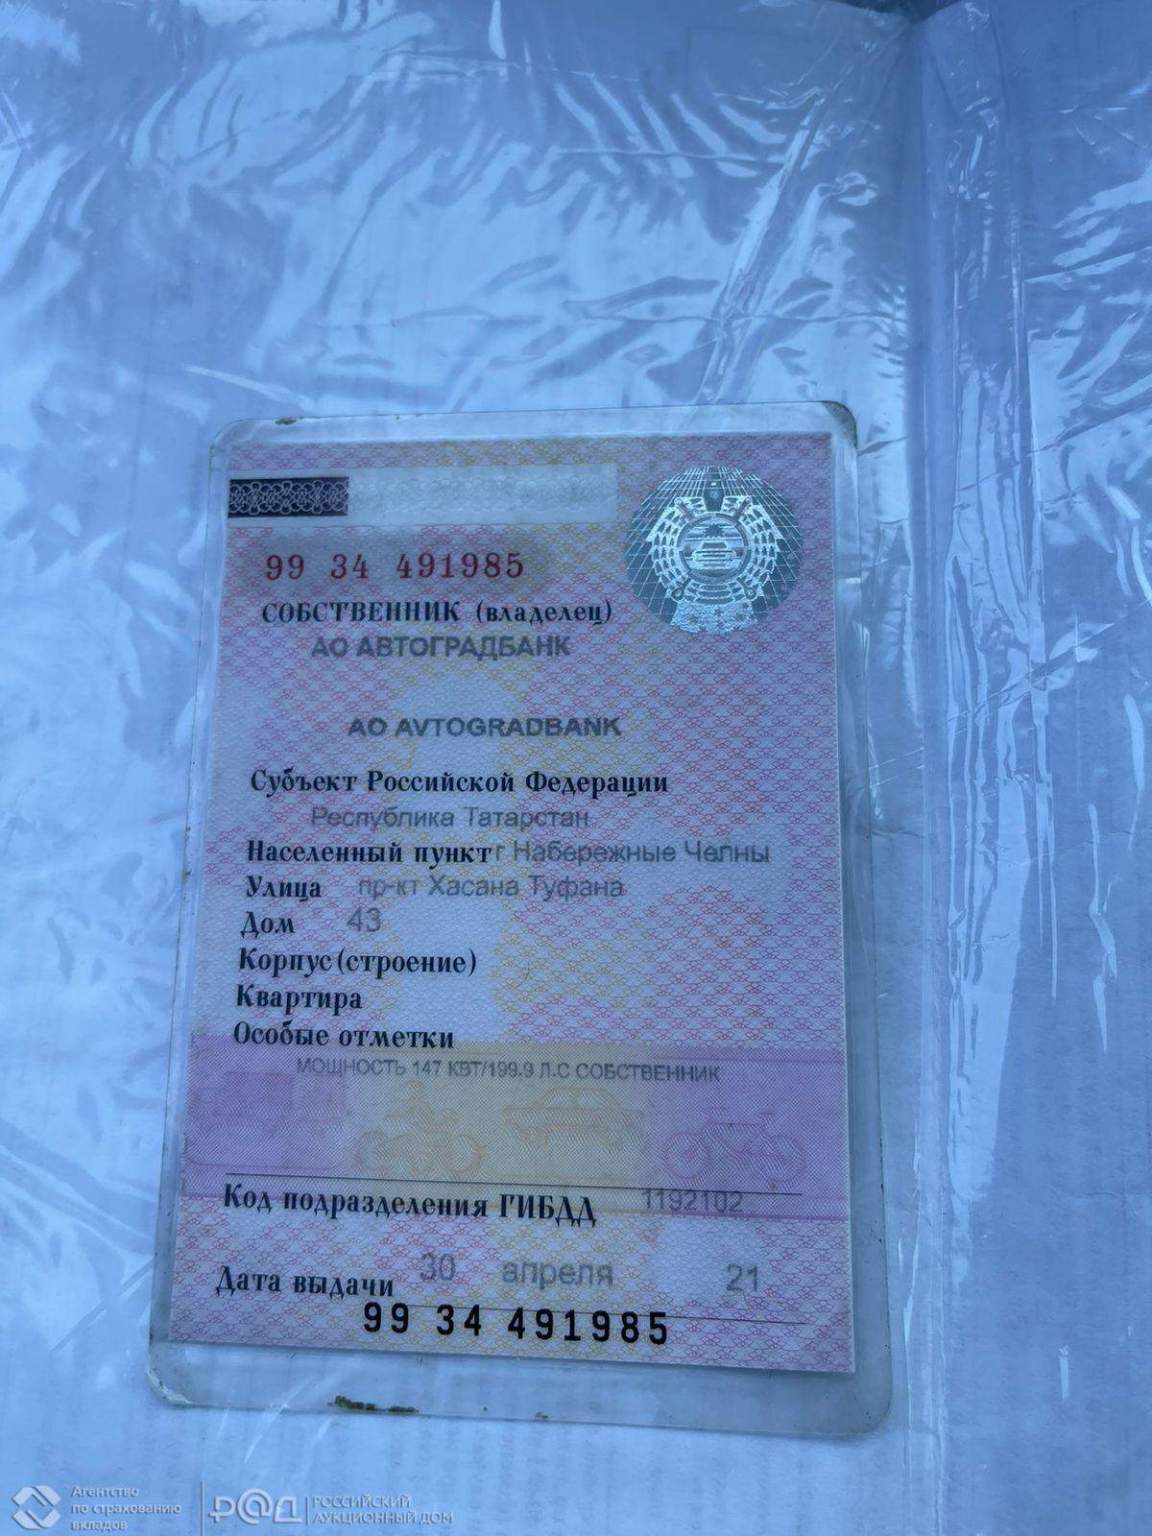 99 34 491985
СОБСТВЕННИК (владелец)
АО АВТОГРАДБАНК
AO AVTOGRADBANK
Субъект Российской Федерации
Республика Татарстан
Населенный пункт г Набережные Челны
Улица пр-кт Хасана Туфана
Дом 43
Корпус (строение)
Квартира
Особые отметки
МОЩНОСТЬ 147 КВТ/199.9 Л.С СОБСТВЕННИК
Код подразделения ГИБДД 1192102
Дата выдачи 30 апреля 21
99 34 491985
Агентство
по страхованию
вкладов
Р@Д
РОССИЙСКИЙ
АУКЦИОННЫЙ ДОМ